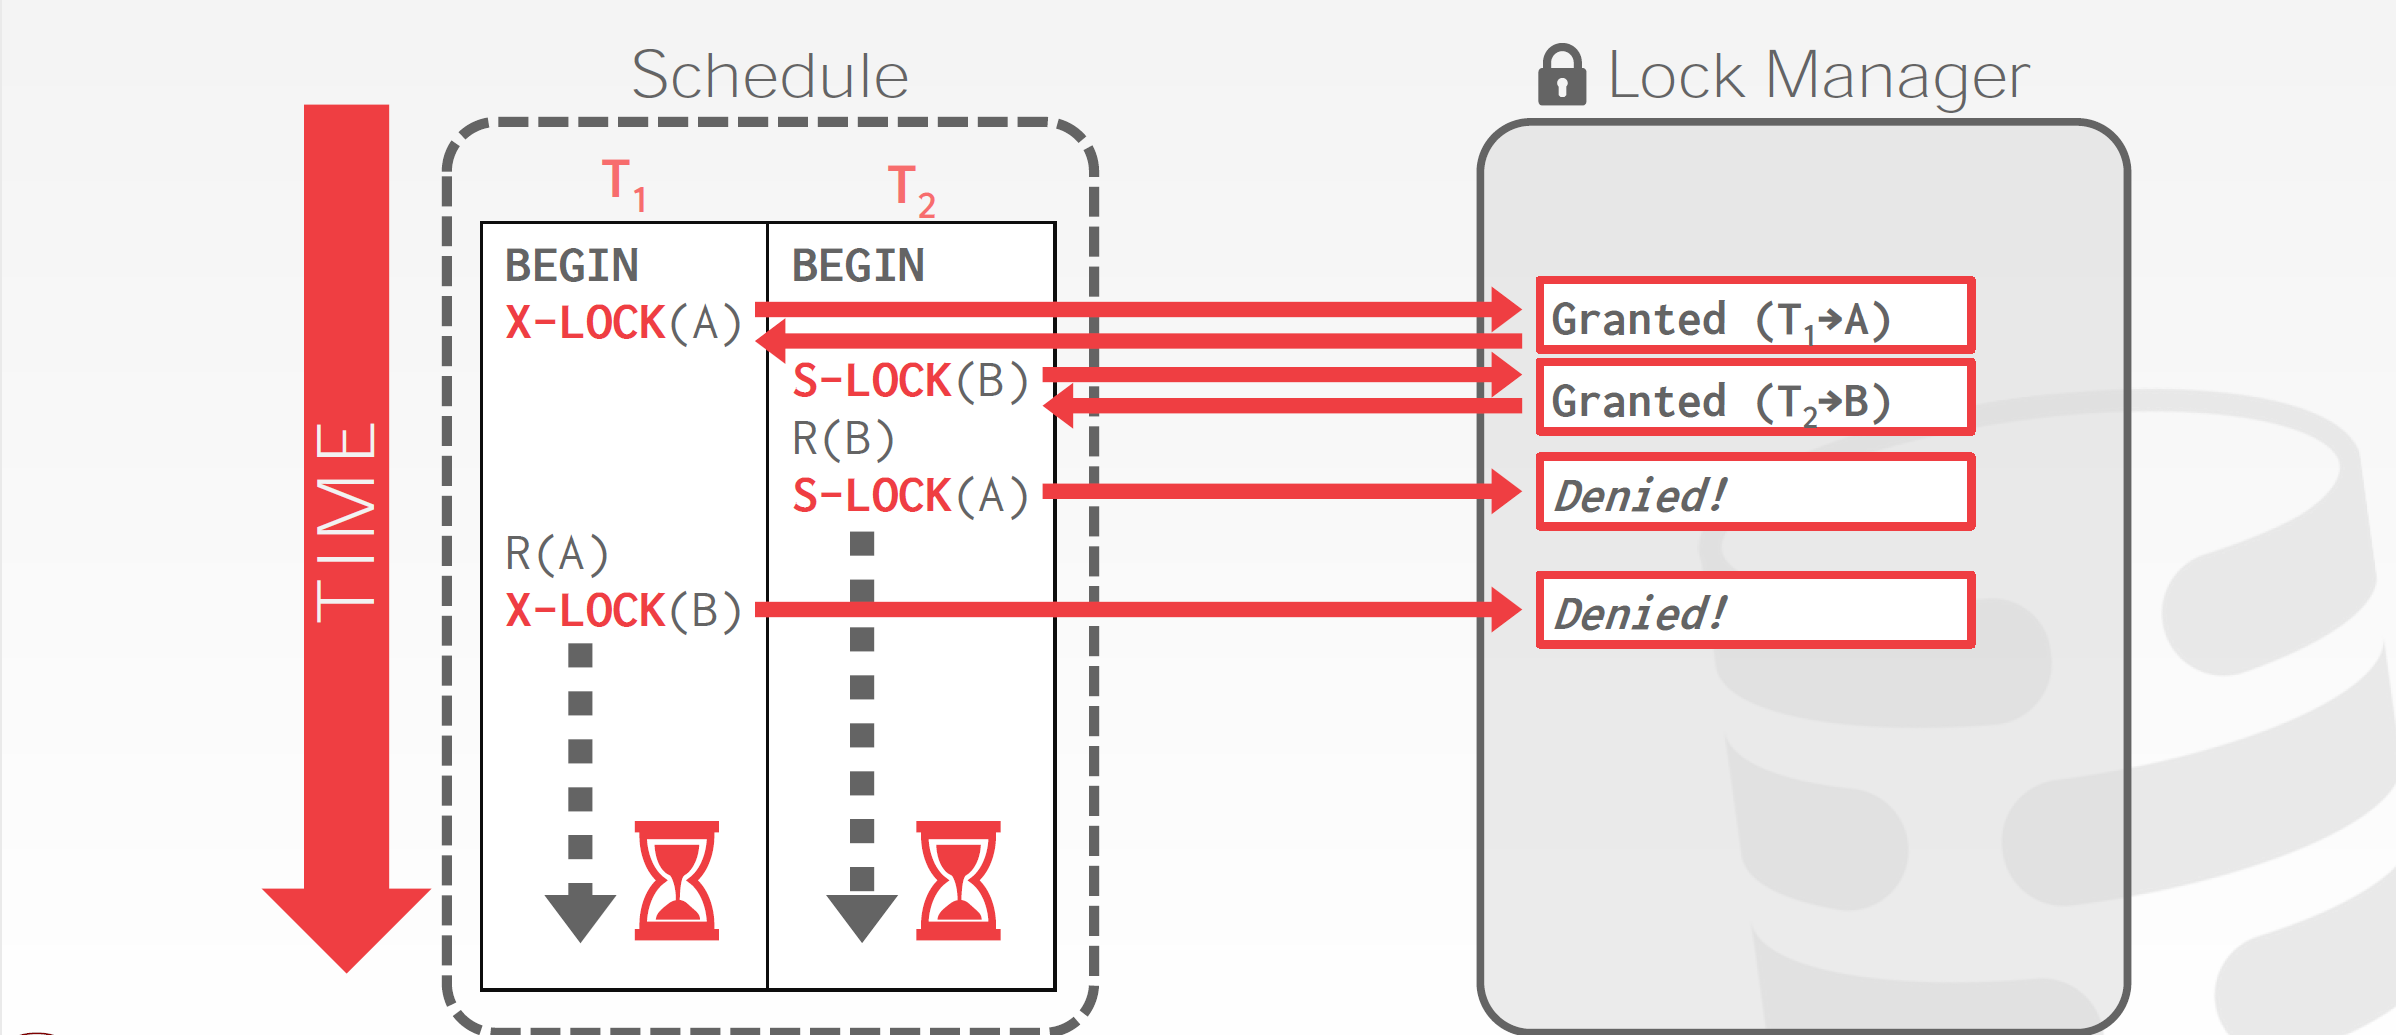 Schedule
Lock Manager
TIME
T1
T2
BEGIN
BEGIN
X-LOCK(A)
Granted (T1→A)
S-LOCK(B)
Granted (T2→B)
R(B)
S-LOCK(A)
Denied!
R(A)
X-LOCK(B)
Denied!